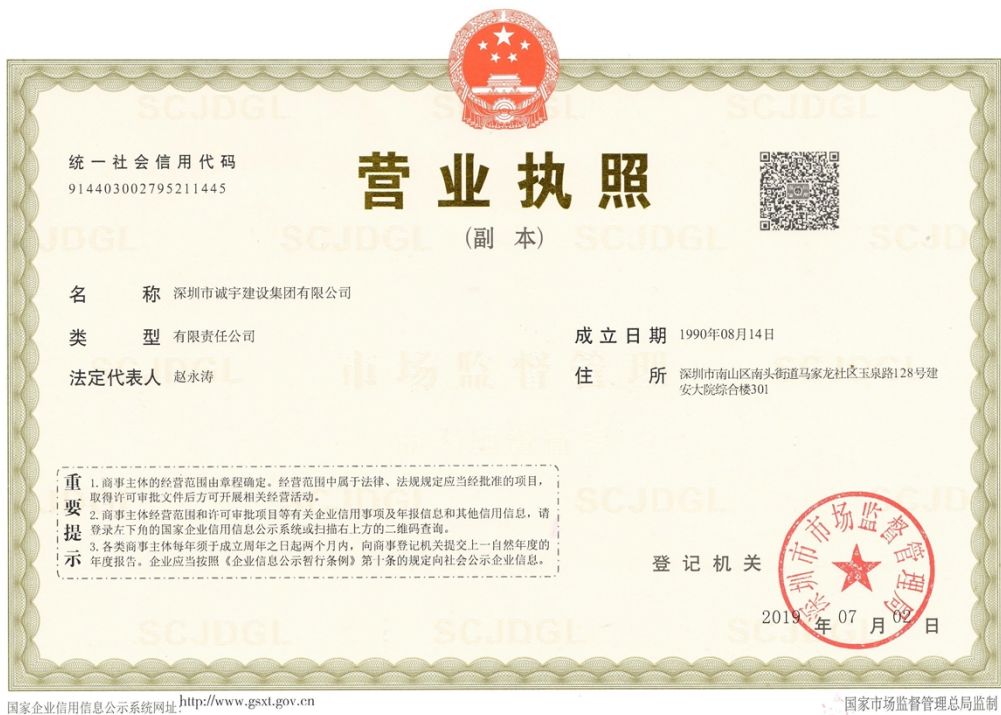 统一社会信用代码
914403002795211445
营业执照
(副 本)
名 称 深圳市诚宇建设集团有限公司
类 型 有限责任公司
成立日期 1990年08月14日
法定代表人 赵永涛
住 所 深圳市南山区南头街道马家龙社区玉泉路128号建
安大院综合楼301
重要提示
1.商事主体的经营范围由章程确定。经营范围中属于法律、法规规定应当经批准的项目，
取得许可审批文件后方可开展相关经营活动。
2.商事主体经营范围和许可审批项目等有关企业信用事项及年报信息和其他信用信息，请
登录左下角的国家企业信用信息公示系统或扫描右上方的二维码查询。
3.各类商事主体每年须于成立周年之日起两个月内，向商事登记机关提交上一自然年度的
年度报告。企业应当按照《企业信息公示暂行条例》第十条的规定向社会公示企业信息。
登记机关
深圳市市场监督管理局
2019 年 07 月 02 日
国家企业信用信息公示系统网址：http://www.gsxt.gov.cn
国家市场监督管理总局监制
SCJDGL
市场监督管理